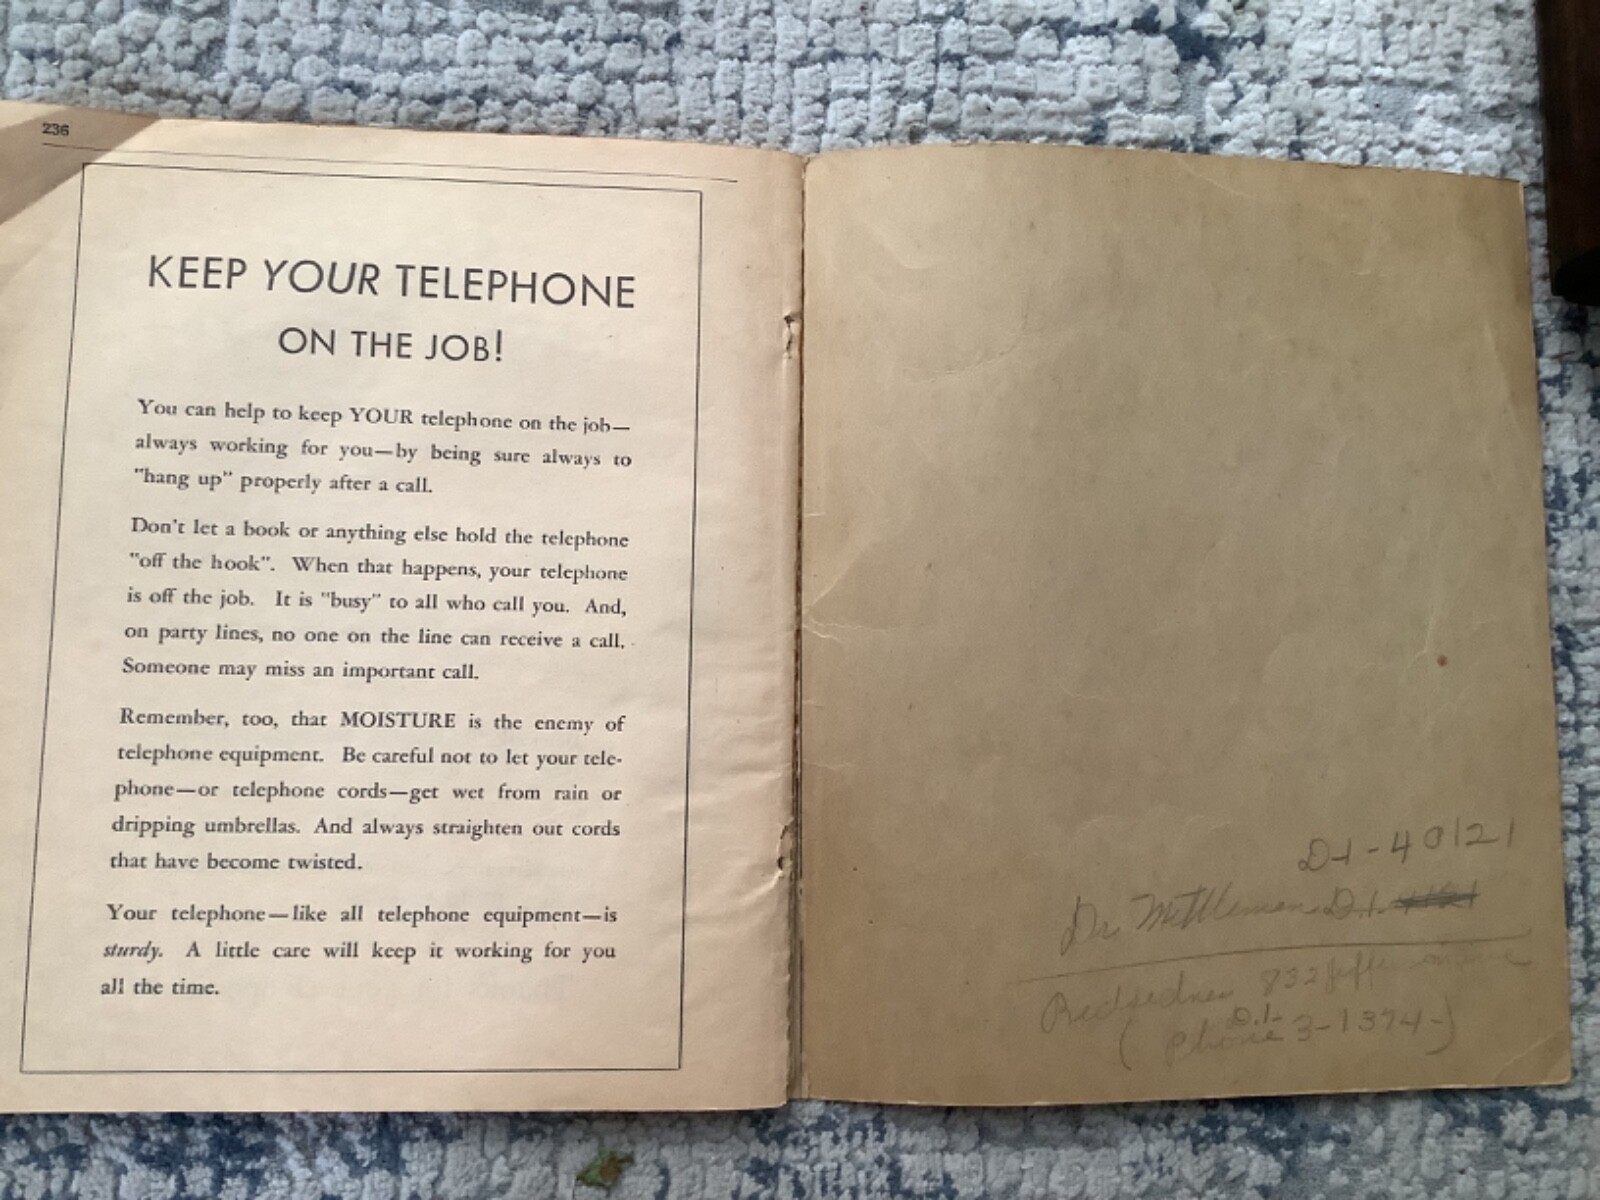 236
KEEP YOUR TELEPHONE
ON THE JOB!
You can help to keep YOUR telephone on the job—
always working for you—by being sure always to
"hang up" properly after a call.
Don't let a book or anything else hold the telephone
"off the hook". When that happens, your telephone
is off the job. It is "busy" to all who call you. And,
on party lines, no one on the line can receive a call.
Someone may miss an important call.
Remember, too, that MOISTURE is the enemy of
telephone equipment. Be careful not to let your tele-
phone—or telephone cords—get wet from rain or
dripping umbrellas. And always straighten out cords
that have become twisted.
Your telephone—like all telephone equipment—is
sturdy. A little care will keep it working for you
all the time.
DI-40121
Dr. D.I.
832
D.I-
(Phone 3-1374-)